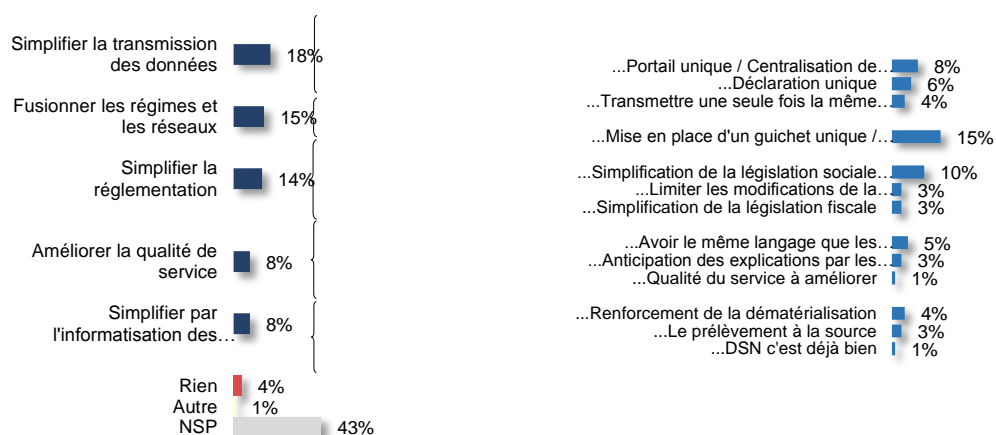 Simplifier la transmission
des données
18%
Fusionner les régimes et
les réseaux
15%
Simplifier la
réglementation
14%
Améliorer la qualité de
service
8%
Simplifier par
l'informatisation des…
8%
Rien
4%
Autre
1%
NSP
43%
...Portail unique / Centralisation de…
8%
...Déclaration unique
6%
...Transmettre une seule fois la même…
4%
...Mise en place d'un guichet unique /…
15%
...Simplification de la législation sociale…
10%
...Limiter les modifications de la…
3%
...Simplification de la législation fiscale
3%
...Avoir le même langage que les…
5%
...Anticipation des explications par les…
3%
...Qualité du service à améliorer
1%
...Renforcement de la dématérialisation
4%
...Le prélèvement à la source
3%
...DSN c'est déjà bien
1%